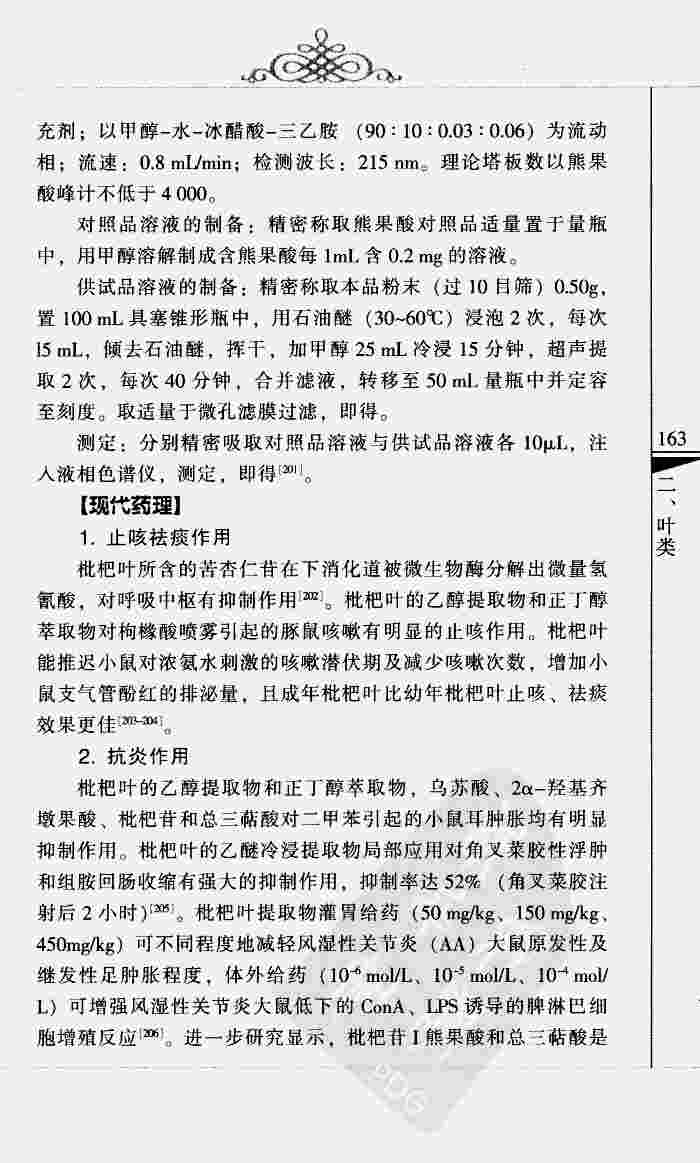 充剂；以甲醇–水–冰醋酸–三乙胺（90∶10∶0.03∶0.06）为流动
相；流速：0.8 mL/min；检测波长：215 nm。理论塔板数以熊果
酸峰计不低于 4 000。
对照品溶液的制备：精密称取熊果酸对照品适量置于量瓶
中，用甲醇溶解制成含熊果酸每 1mL 含 0.2 mg 的溶液。
供试品溶液的制备：精密称取本品粉末（过 10 目筛）0.50g，
置 100 mL 具塞锥形瓶中，用石油醚（30~60℃）浸泡 2 次，每次
15 mL，倾去石油醚，挥干，加甲醇 25 mL 冷浸 15 分钟，超声提
取 2 次，每次 40 分钟，合并滤液，转移至 50 mL 量瓶中并定容
至刻度。取适量于微孔滤膜过滤，即得。
测定：分别精密吸取对照品溶液与供试品溶液各 10μL，注
入液相色谱仪，测定，即得[201]。
【现代药理】
1. 止咳祛痰作用
枇杷叶所含的苦杏仁苷在下消化道被微生物酶分解出微量氢
氰酸，对呼吸中枢有抑制作用[202]。枇杷叶的乙醇提取物和正丁醇
萃取物对枸橼酸喷雾引起的豚鼠咳嗽有明显的止咳作用。枇杷叶
能推迟小鼠对浓氨水刺激的咳嗽潜伏期及减少咳嗽次数，增加小
鼠支气管酚红的排泌量，且成年枇杷叶比幼年枇杷叶止咳、祛痰
效果更佳[203–204]。
2. 抗炎作用
枇杷叶的乙醇提取物和正丁醇萃取物，乌苏酸、2α–羟基齐
墩果酸、枇杷苷和总三萜酸对二甲苯引起的小鼠耳肿胀均有明显
抑制作用。枇杷叶的乙醚冷浸提取物局部应用对角叉菜胶性浮肿
和组胺回肠收缩有强大的抑制作用，抑制率达 52%（角叉菜胶注
射后 2 小时）[205]。枇杷叶提取物灌胃给药（50 mg/kg、150 mg/kg、
450mg/kg）可不同程度地减轻风湿性关节炎（AA）大鼠原发性及
继发性足肿胀程度，体外给药（10⁻⁶ mol/L、10⁻⁵ mol/L、10⁻⁴ mol/
L）可增强风湿性关节炎大鼠低下的 ConA、LPS 诱导的脾淋巴细
胞增殖反应[206]。进一步研究显示，枇杷苷 I 熊果酸和总三萜酸是
163
二、叶类
PDG